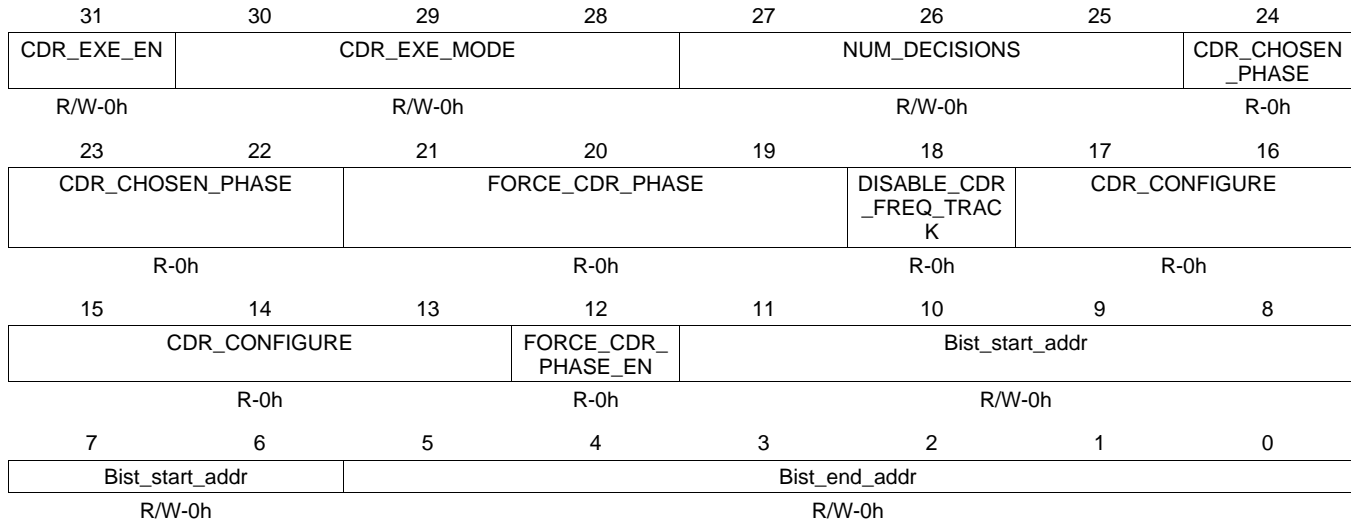 31 30 29 28 27 26 25 24
CDR_EXE_EN CDR_EXE_MODE NUM_DECISIONS CDR_CHOSEN
_PHASE
R/W-0h R/W-0h R/W-0h R-0h
23 22 21 20 19 18 17 16
CDR_CHOSEN_PHASE FORCE_CDR_PHASE DISABLE_CDR CDR_CONFIGURE
_FREQ_TRAC
K
R-0h R-0h R-0h R-0h
15 14 13 12 11 10 9 8
CDR_CONFIGURE FORCE_CDR_ Bist_start_addr
PHASE_EN
R-0h R-0h R/W-0h
7 6 5 4 3 2 1 0
Bist_start_addr Bist_end_addr
R/W-0h R/W-0h